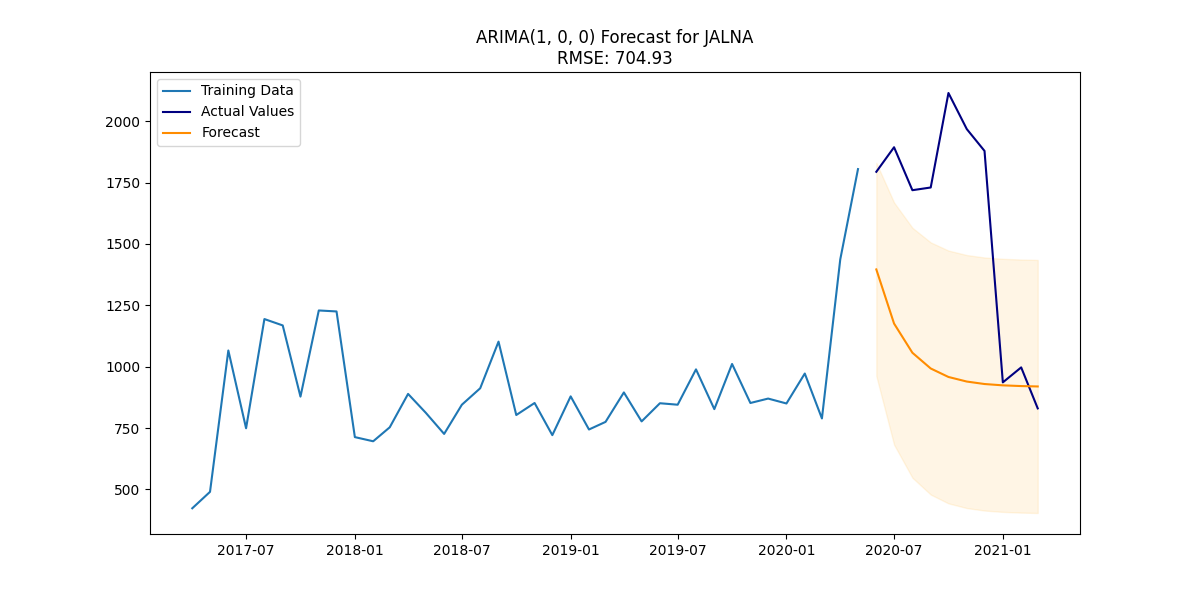 ARIMA(1, 0, 0) Forecast for JALNA
RMSE: 704.93
Training Data
Actual Values
Forecast
2000
1750
1500
1250
1000
750
500
2017-07 2018-01 2018-07 2019-01 2019-07 2020-01 2020-07 2021-01